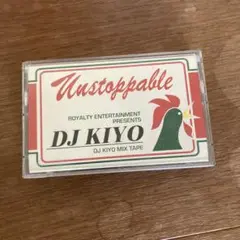 Unstoppable
ROYALTY ENTERTAINMENT
PRESENTS
DJ KIYO
DJ KIYO MIX TAPE